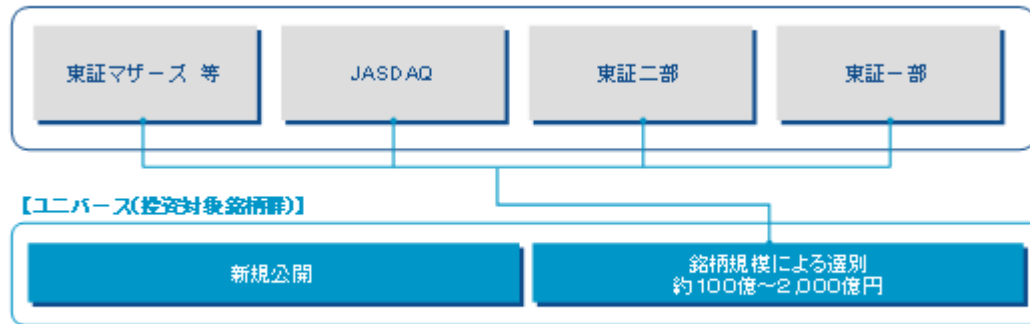 東証マザーズ 等
JASDAQ
東証二部
東証一部
【ユニバース(投資対象銘柄群)】
新規公開
銘柄規模による選別
約100億～2,000億円